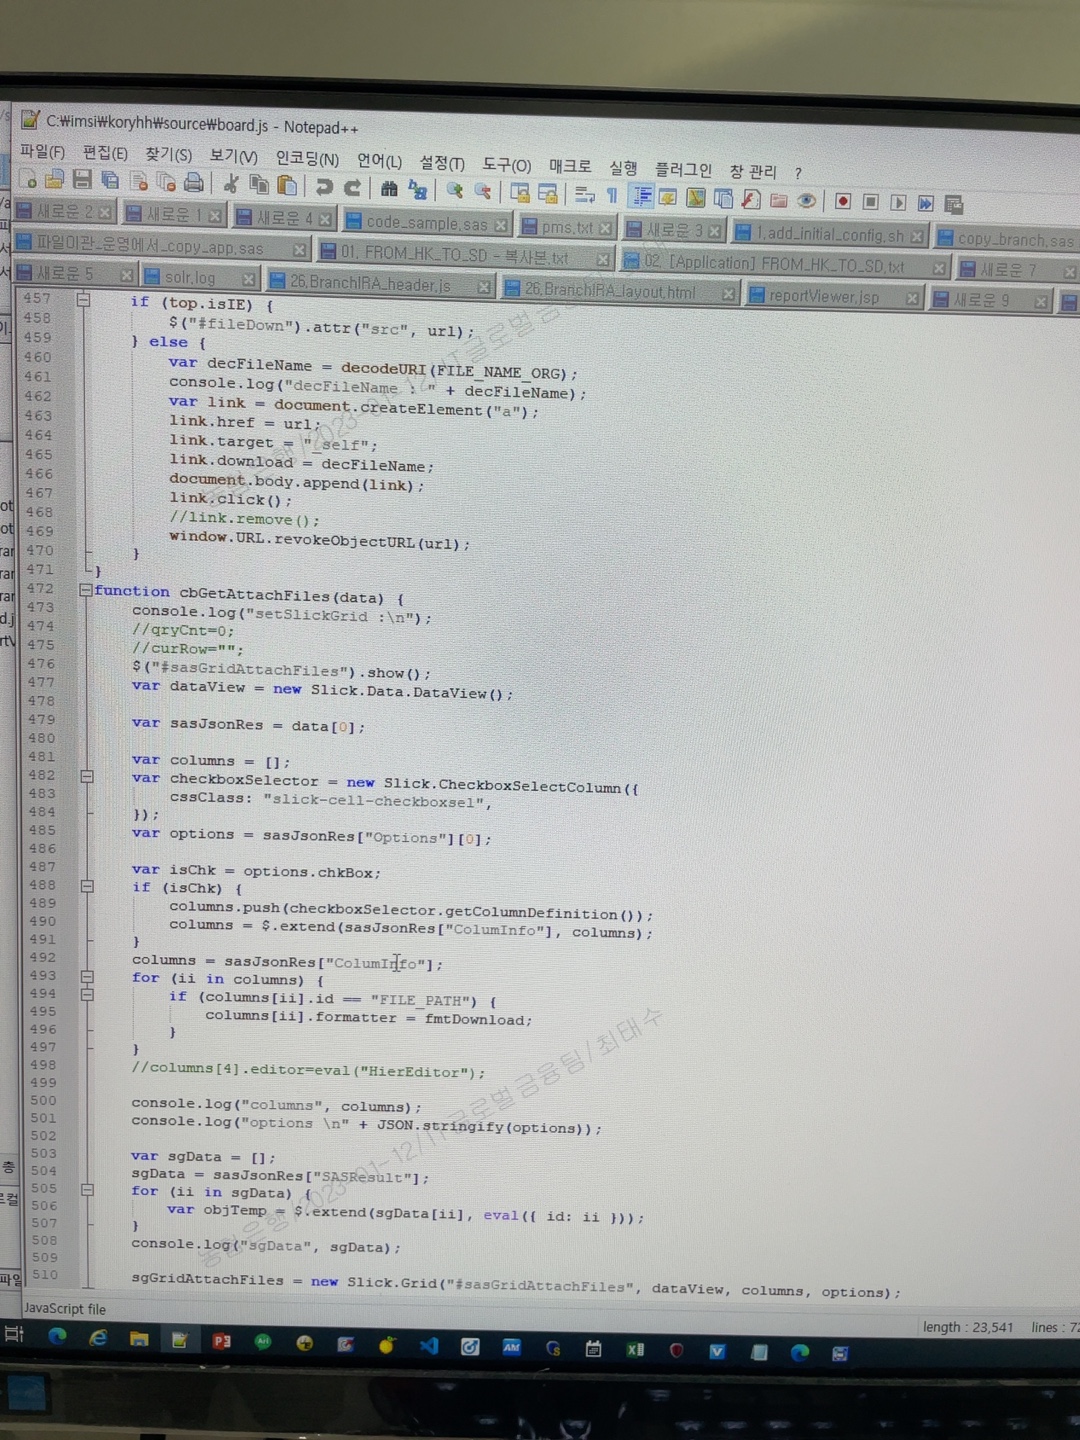 C:₩imsi₩koryhh₩source₩board.js - Notepad++
파일(F) 편집(E) 찾기(S) 보기(V) 인코딩(N) 언어(L) 설정(T) 도구(O) 매크로 실행 플러그인 창 관리 ?
새로운 2 새로운 1 새로운 4 code_sample.sas pms.txt 새로운 3 1.add_initial_config.sh copy_branch.sas
파일이관_운영에서_copy_app.sas 01. FROM_HK_TO_SD - 복사본.txt 02. [Application] FROM_HK_TO_SD.txt 새로운 7
새로운 5 solr.log 26.BranchIRA_header.js 26.BranchIRA_layout.html reportViewer.jsp 새로운 9
457 if (top.isIE) {
458 $("#fileDown").attr("src", url);
459 } else {
460 var decFileName = decodeURI(FILE_NAME_ORG);
461 console.log("decFileName : " + decFileName);
462 var link = document.createElement("a");
463 link.href = url;
464 link.target = "_self";
465 link.download = decFileName;
466 document.body.append(link);
467 link.click();
468 //link.remove();
469 window.URL.revokeObjectURL(url);
470 }
471 }
472 function cbGetAttachFiles(data) {
473 console.log("setSlickGrid :\n");
474 //qryCnt=0;
475 //curRow="";
476 $("#sasGridAttachFiles").show();
477 var dataView = new Slick.Data.DataView();
478
479 var sasJsonRes = data[0];
480
481 var columns = [];
482 var checkboxSelector = new Slick.CheckboxSelectColumn({
483 cssClass: "slick-cell-checkboxsel",
484 });
485 var options = sasJsonRes["Options"][0];
486
487 var isChk = options.chkBox;
488 if (isChk) {
489 columns.push(checkboxSelector.getColumnDefinition());
490 columns = $.extend(sasJsonRes["ColumInfo"], columns);
491 }
492 columns = sasJsonRes["ColumInfo"];
493 for (ii in columns) {
494 if (columns[ii].id == "FILE_PATH") {
495 columns[ii].formatter = fmtDownload;
496 }
497 }
498 //columns[4].editor=eval("HierEditor");
499
500 console.log("columns", columns);
501 console.log("options \n" + JSON.stringify(options));
502
503 var sgData = [];
504 sgData = sasJsonRes["SASResult"];
505 for (ii in sgData) {
506 var objTemp = $.extend(sgData[ii], eval({ id: ii }));
507 }
508 console.log("sgData", sgData);
509
510 sgGridAttachFiles = new Slick.Grid("#sasGridAttachFiles", dataView, columns, options);
농협은행/2023-01-12/IT글로벌금융팀/최태수
JavaScript file
length : 23,541 lines : 72